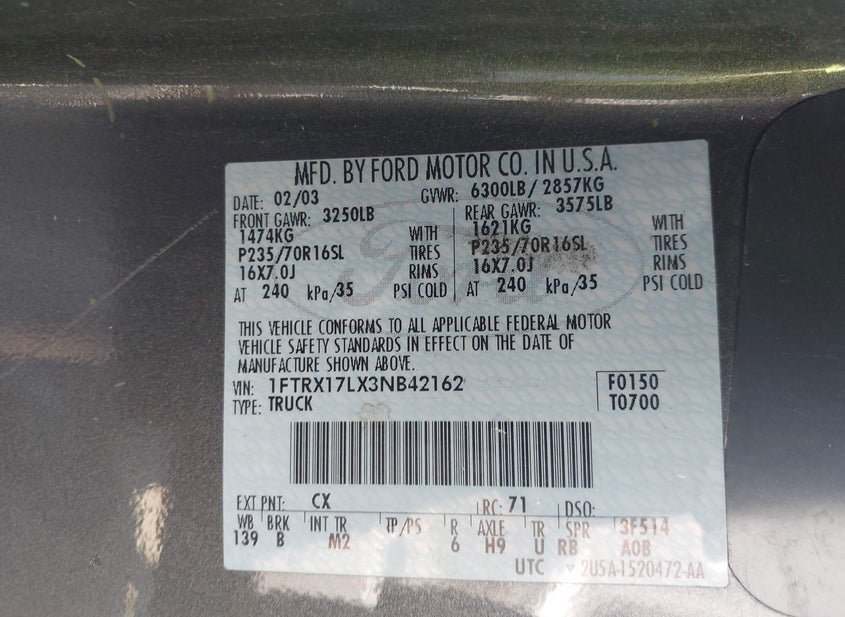 MFD. BY FORD MOTOR CO. IN U.S.A.
DATE: 02/03 GVWR: 6300LB / 2857KG
FRONT GAWR: 3250LB REAR GAWR: 3575LB
1474KG WITH 1621KG WITH
P235/70R16SL TIRES P235/70R16SL TIRES
16X7.0J RIMS 16X7.0J RIMS
AT 240 kPa/35 PSI COLD AT 240 kPa/35 PSI COLD
THIS VEHICLE CONFORMS TO ALL APPLICABLE FEDERAL MOTOR
VEHICLE SAFETY STANDARDS IN EFFECT ON THE DATE OF
MANUFACTURE SHOWN ABOVE.
VIN: 1FTRX17LX3NB42162 F0150
TYPE: TRUCK T0700
EXT PNT: CX RC: 71 DSO:
WB BRK INT TR TP/PS R AXLE TR SPR 3F514
139 B M2 6 H9 U RB AOB
UTC 2U5A-1520472-AA